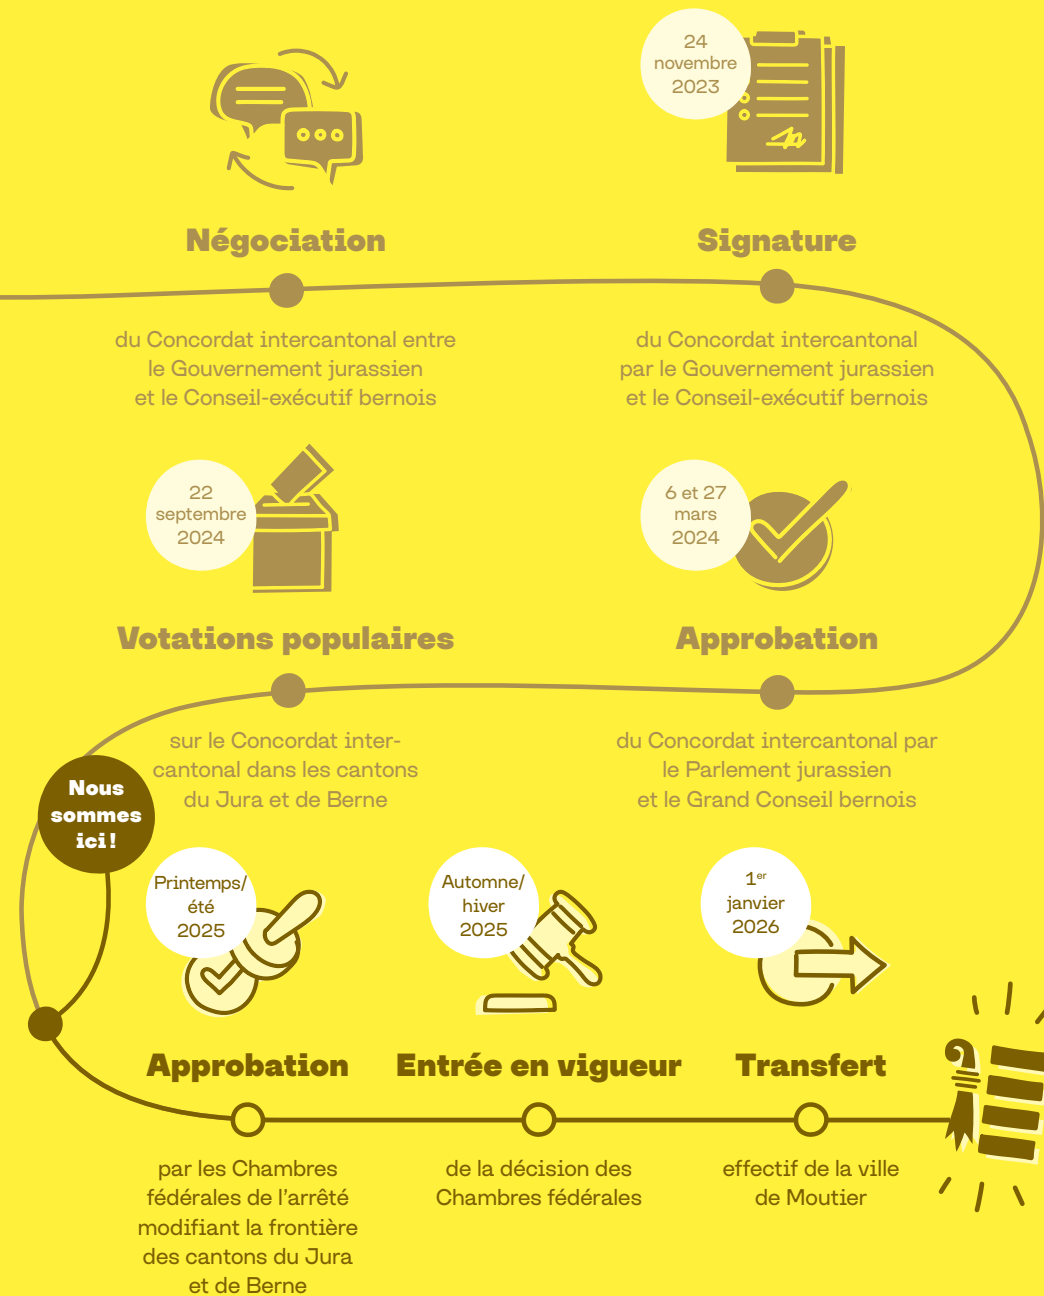 24
novembre
2023
Négociation
Signature
du Concordat intercantonal entre
le Gouvernement jurassien
et le Conseil-exécutif bernois
du Concordat intercantonal
par le Gouvernement jurassien
et le Conseil-exécutif bernois
6 et 27
mars
2024
Approbation
du Concordat intercantonal par
le Parlement jurassien
et le Grand Conseil bernois
22
septembre
2024
Votations populaires
sur le Concordat inter-
cantonal dans les cantons
du Jura et de Berne
Nous
sommes
ici !
Printemps/
été
2025
Approbation
par les Chambres
fédérales de l’arrêté
modifiant la frontière
des cantons du Jura
et de Berne
Automne/
hiver
2025
Entrée en vigueur
de la décision des
Chambres fédérales
1er
janvier
2026
Transfert
effectif de la ville
de Moutier